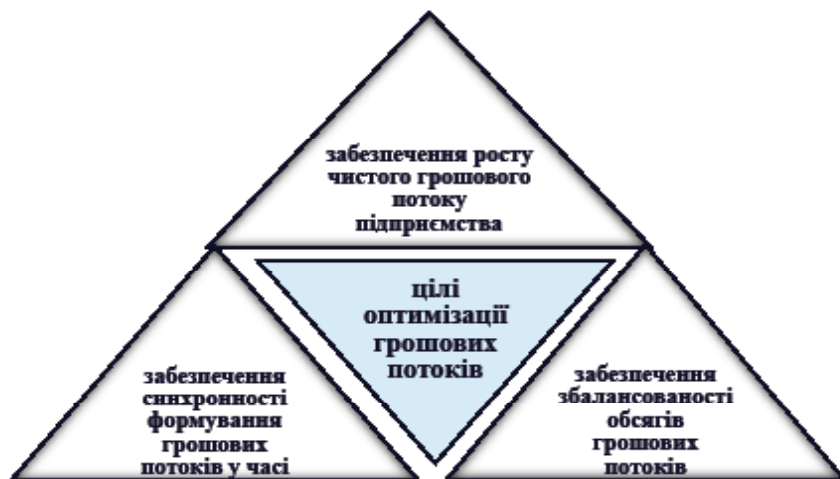 забезпечення росту
чистого грошового
потоку
підприємства
цілі
оптимізації
грошових
потоків
забезпечення
синхронності
формування
грошових
потоків у часі
забезпечення
збалансованості
обсягів
грошових
потоків